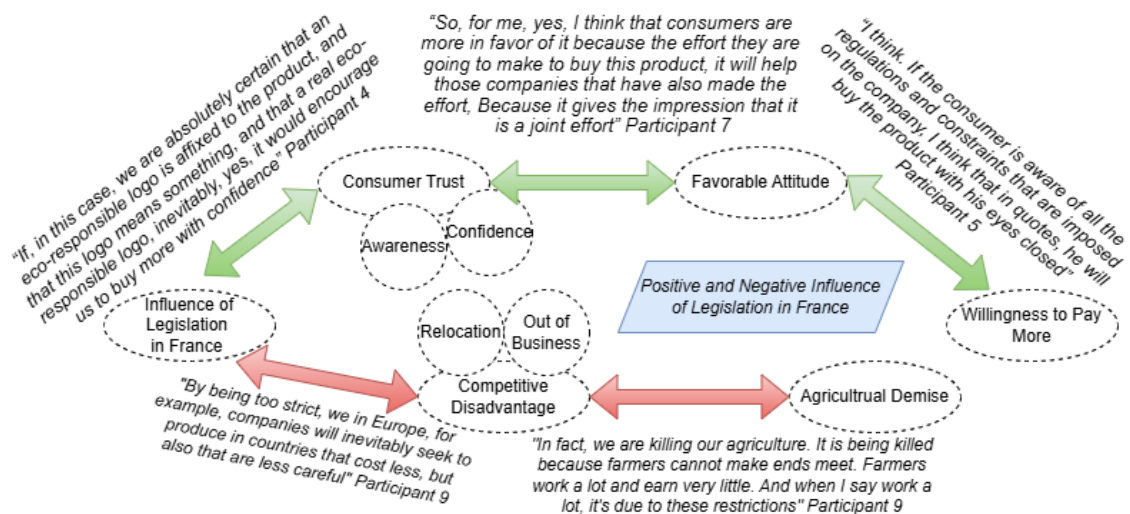 "If, in this case, we are absolutely certain that an
eco-responsible logo is affixed to the product, and
that this logo means something, and that a real eco-
responsible logo, inevitably, yes, it would encourage
us to buy more with confidence” Participant 4
“So, for me, yes, I think that consumers are
more in favor of it because the effort they are
going to make to buy this product, it will help
those companies that have also made the
effort, Because it gives the impression that it
is a joint effort” Participant 7
“I think. If the consumer is aware of all the
regulations and constraints that are imposed
on the company, I think that in quotes, he will
buy the product with his eyes closed”
Participant 5
Consumer Trust
Favorable Attitude
Awareness
Confidence
Influence of
Legislation
in France
Positive and Negative Influence
of Legislation in France
Willingness to Pay
More
Relocation
Out of
Business
Competitive
Disadvantage
Agricultrual Demise
"By being too strict, we in Europe, for
example, companies will inevitably seek to
produce in countries that cost less, but
also that are less careful" Participant 9
"In fact, we are killing our agriculture. It is being killed
because farmers cannot make ends meet. Farmers
work a lot and earn very little. And when I say work a
lot, it's due to these restrictions" Participant 9